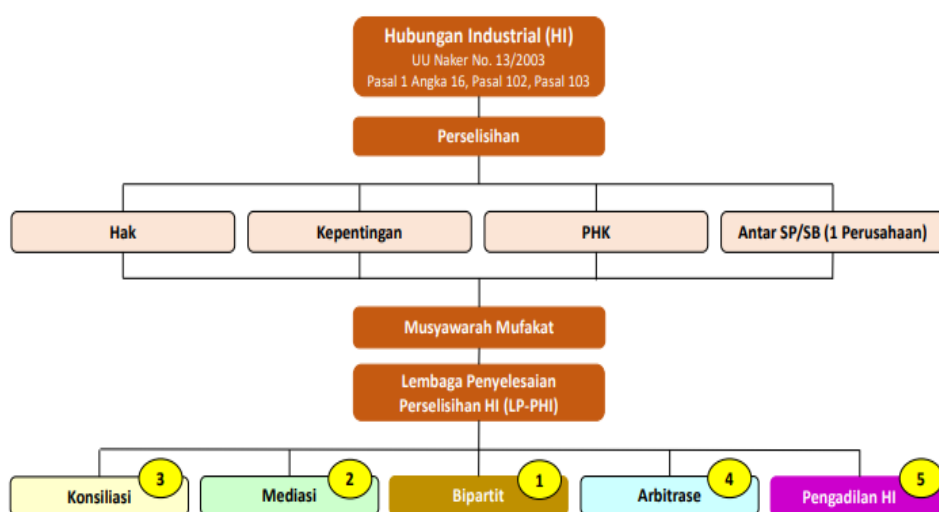 Hubungan Industrial (HI)
UU Naker No. 13/2003
Pasal 1 Angka 16, Pasal 102, Pasal 103
Perselisihan
Hak
Kepentingan
PHK
Antar SP/SB (1 Perusahaan)
Musyawarah Mufakat
Lembaga Penyelesaian
Perselisihan HI (LP-PHI)
3
Konsiliasi
2
Mediasi
1
Bipartit
4
Arbitrase
5
Pengadilan HI